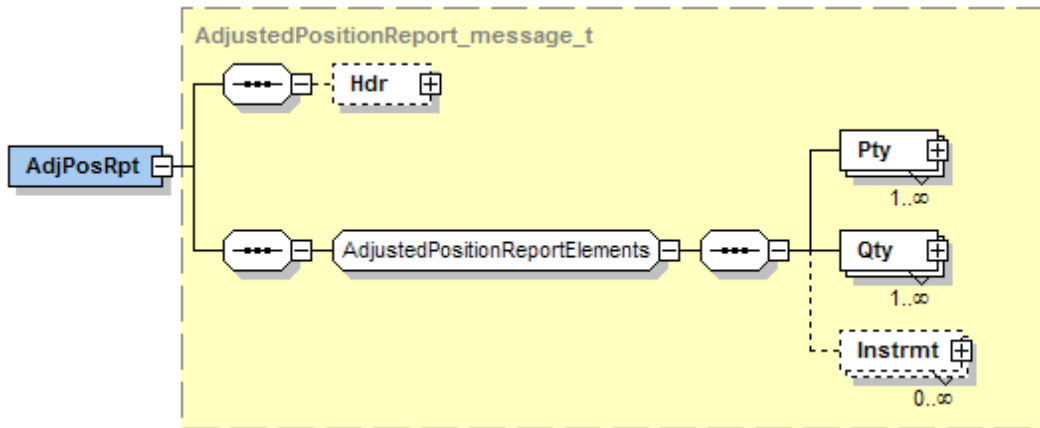 AdjustedPositionReport_message_t
Hdr
AdjPosRpt
Pty
1..∞
AdjustedPositionReportElements
Qty
1..∞
Instrmt
0..∞